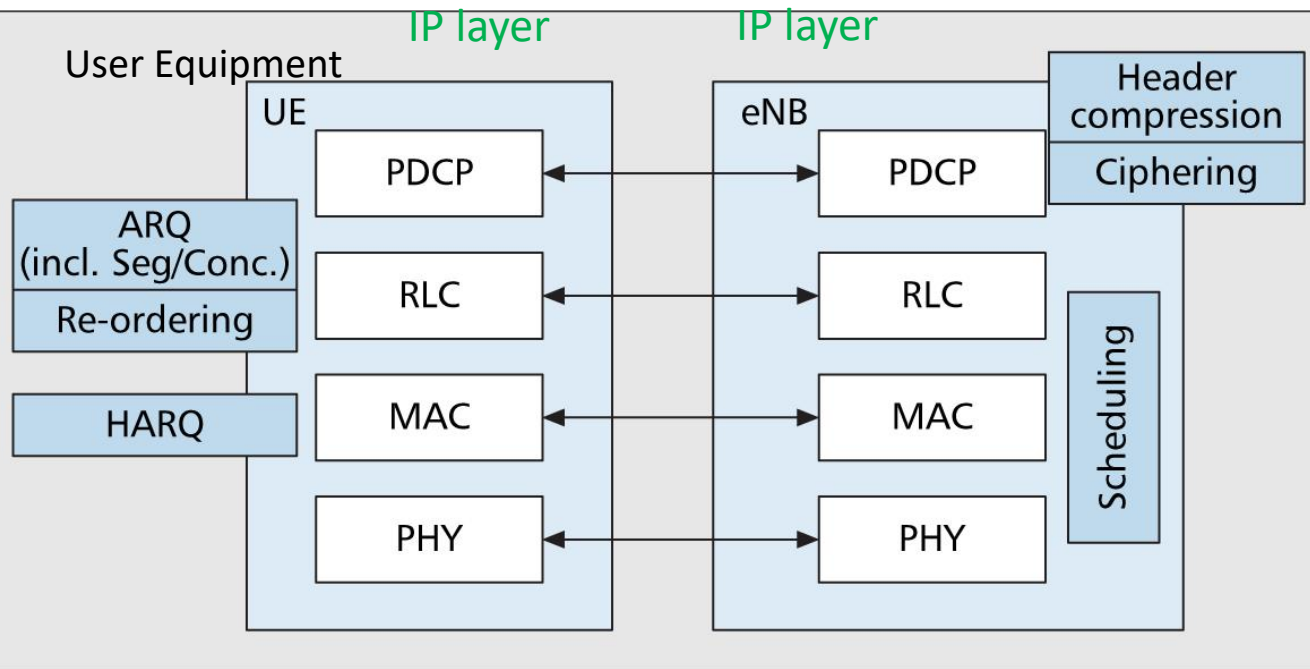 IP layer
IP layer
User Equipment
UE
eNB
Header
compression
Ciphering
PDCP
PDCP
ARQ
(incl. Seg/Conc.)
Re-ordering
RLC
RLC
Scheduling
HARQ
MAC
MAC
PHY
PHY